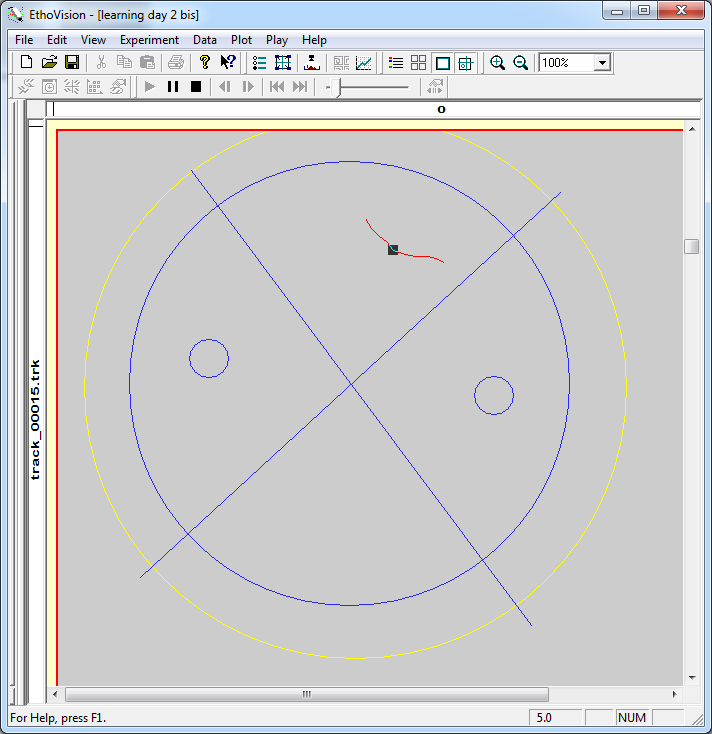 EthoVision - [learning day 2 bis]
File Edit View Experiment Data Plot Play Help
100%
o
track_00015.trk
For Help, press F1.
5.0
NUM